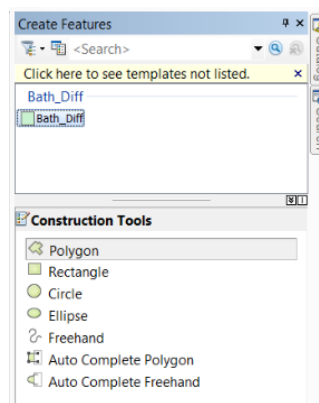 Create Features
<Search>
Click here to see templates not listed.
Bath_Diff
Bath_Diff
Construction Tools
Polygon
Rectangle
Circle
Ellipse
Freehand
Auto Complete Polygon
Auto Complete Freehand